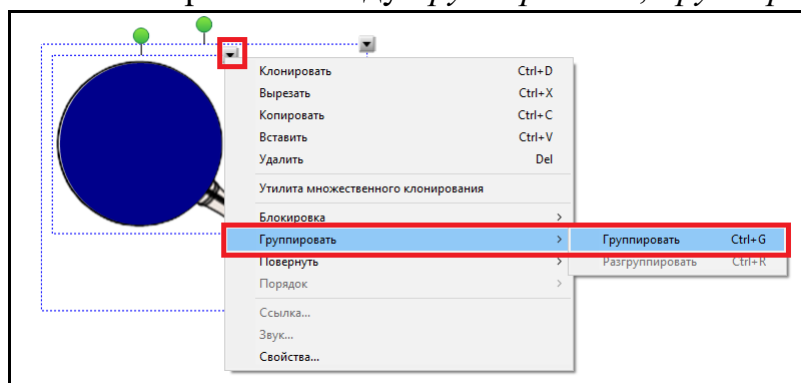 Клонировать Ctrl+D
Вырезать Ctrl+X
Копировать Ctrl+C
Вставить Ctrl+V
Удалить Del
Утилита множественного клонирования
Блокировка >
Группировать > Группировать Ctrl+G
Повернуть > Разгруппировать Ctrl+R
Порядок >
Ссылка...
Звук...
Свойства...